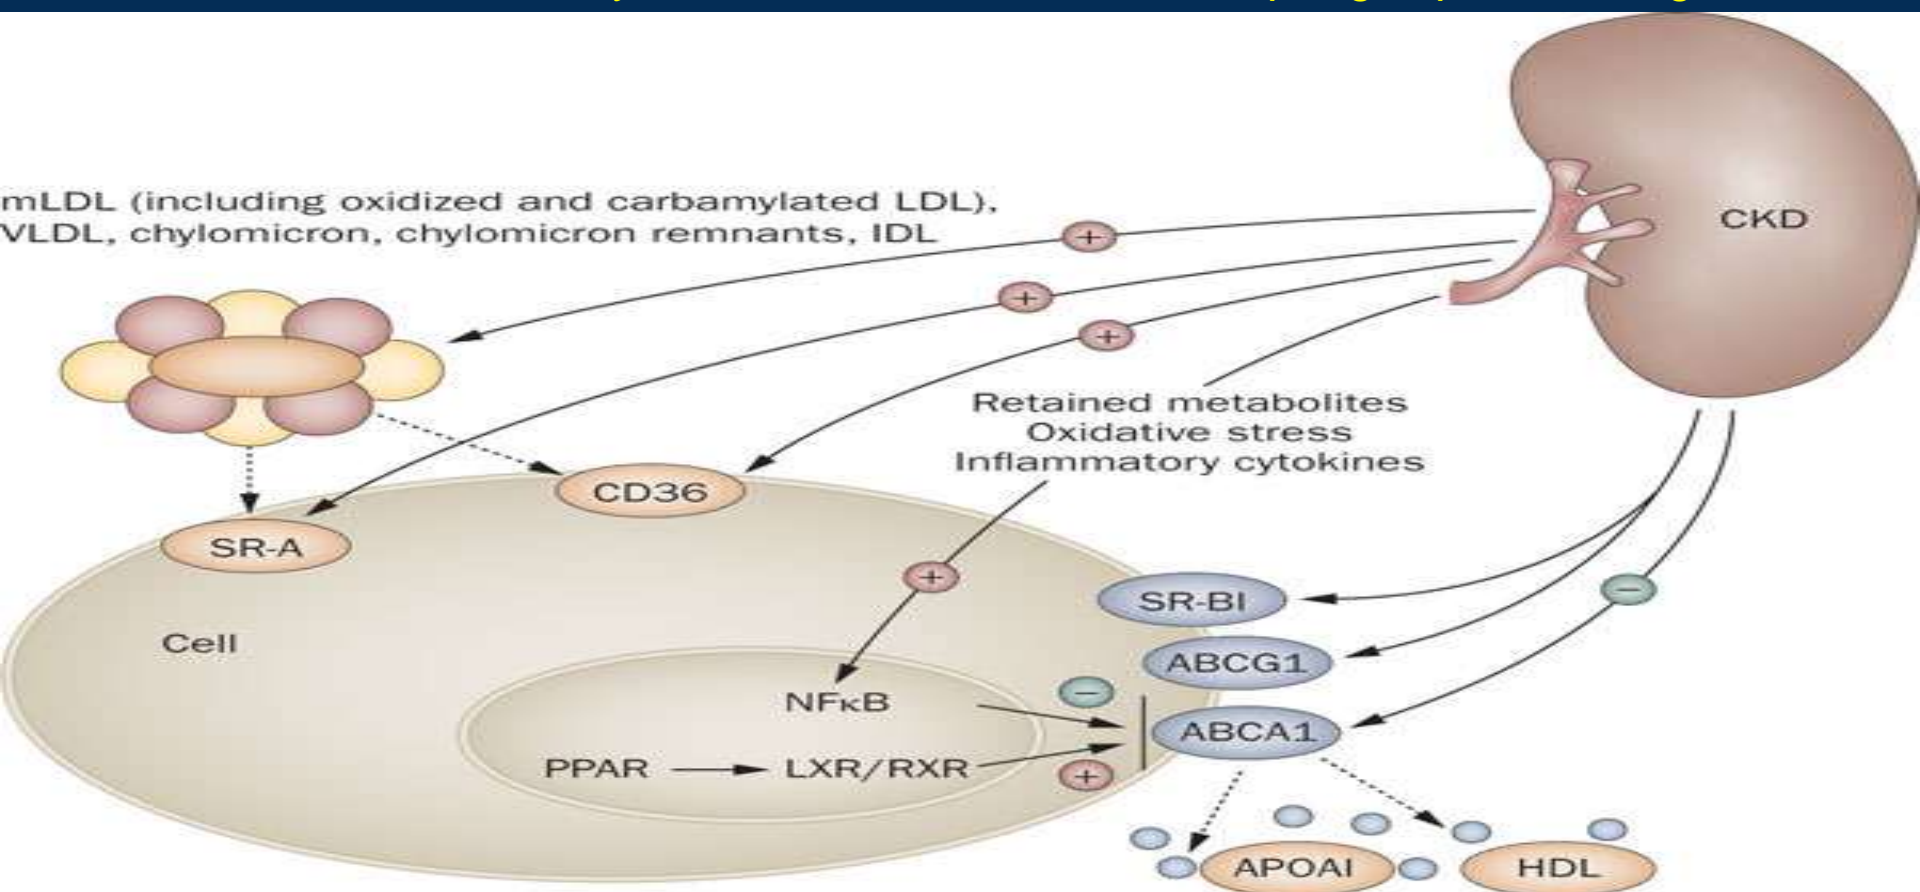 mLDL (including oxidized and carbamylated LDL),
VLDL, chylomicron, chylomicron remnants, IDL
CKD
+
+
+
Retained metabolites
Oxidative stress
Inflammatory cytokines
CD36
SR-A
+
SR-BI
−
Cell
ABCG1
NFκB
−
ABCA1
PPAR
LXR/RXR
+
APOAI
HDL